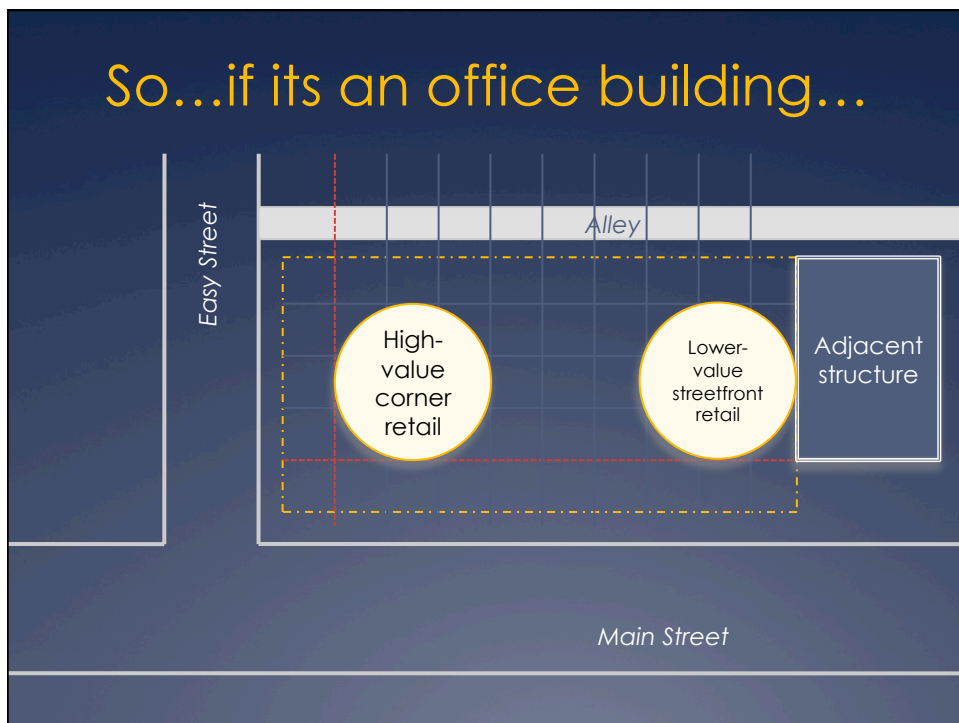 So...if its an office building...
Easy Street
Alley
High-
value
corner
retail
Lower-
value
streetfront
retail
Adjacent
structure
Main Street